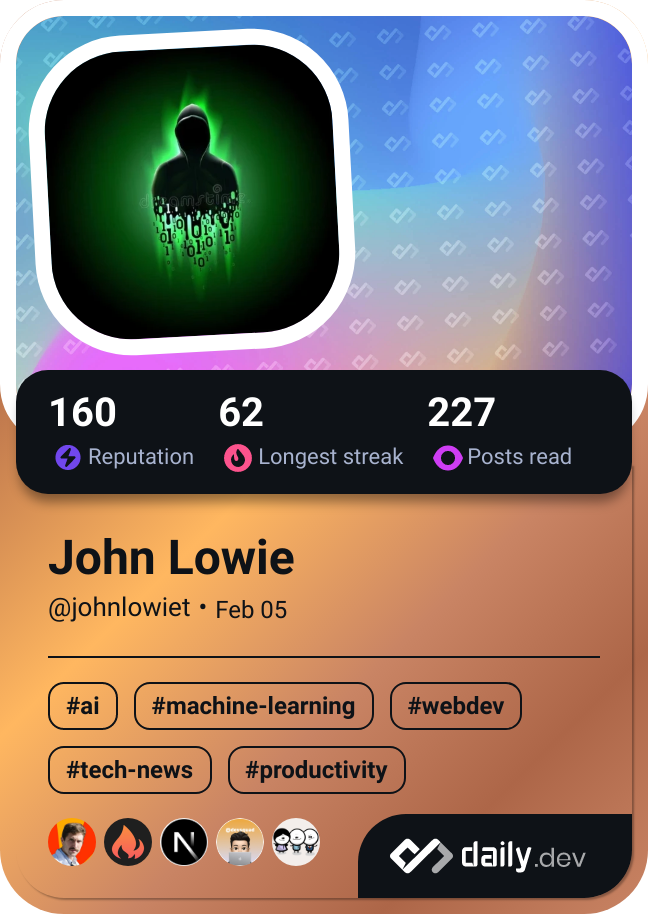 dreamstime
160 62 227
Reputation Longest streak Posts read
John Lowie
@johnlowiet • Feb 05
#ai #machine-learning #webdev
#tech-news #productivity
daily.dev